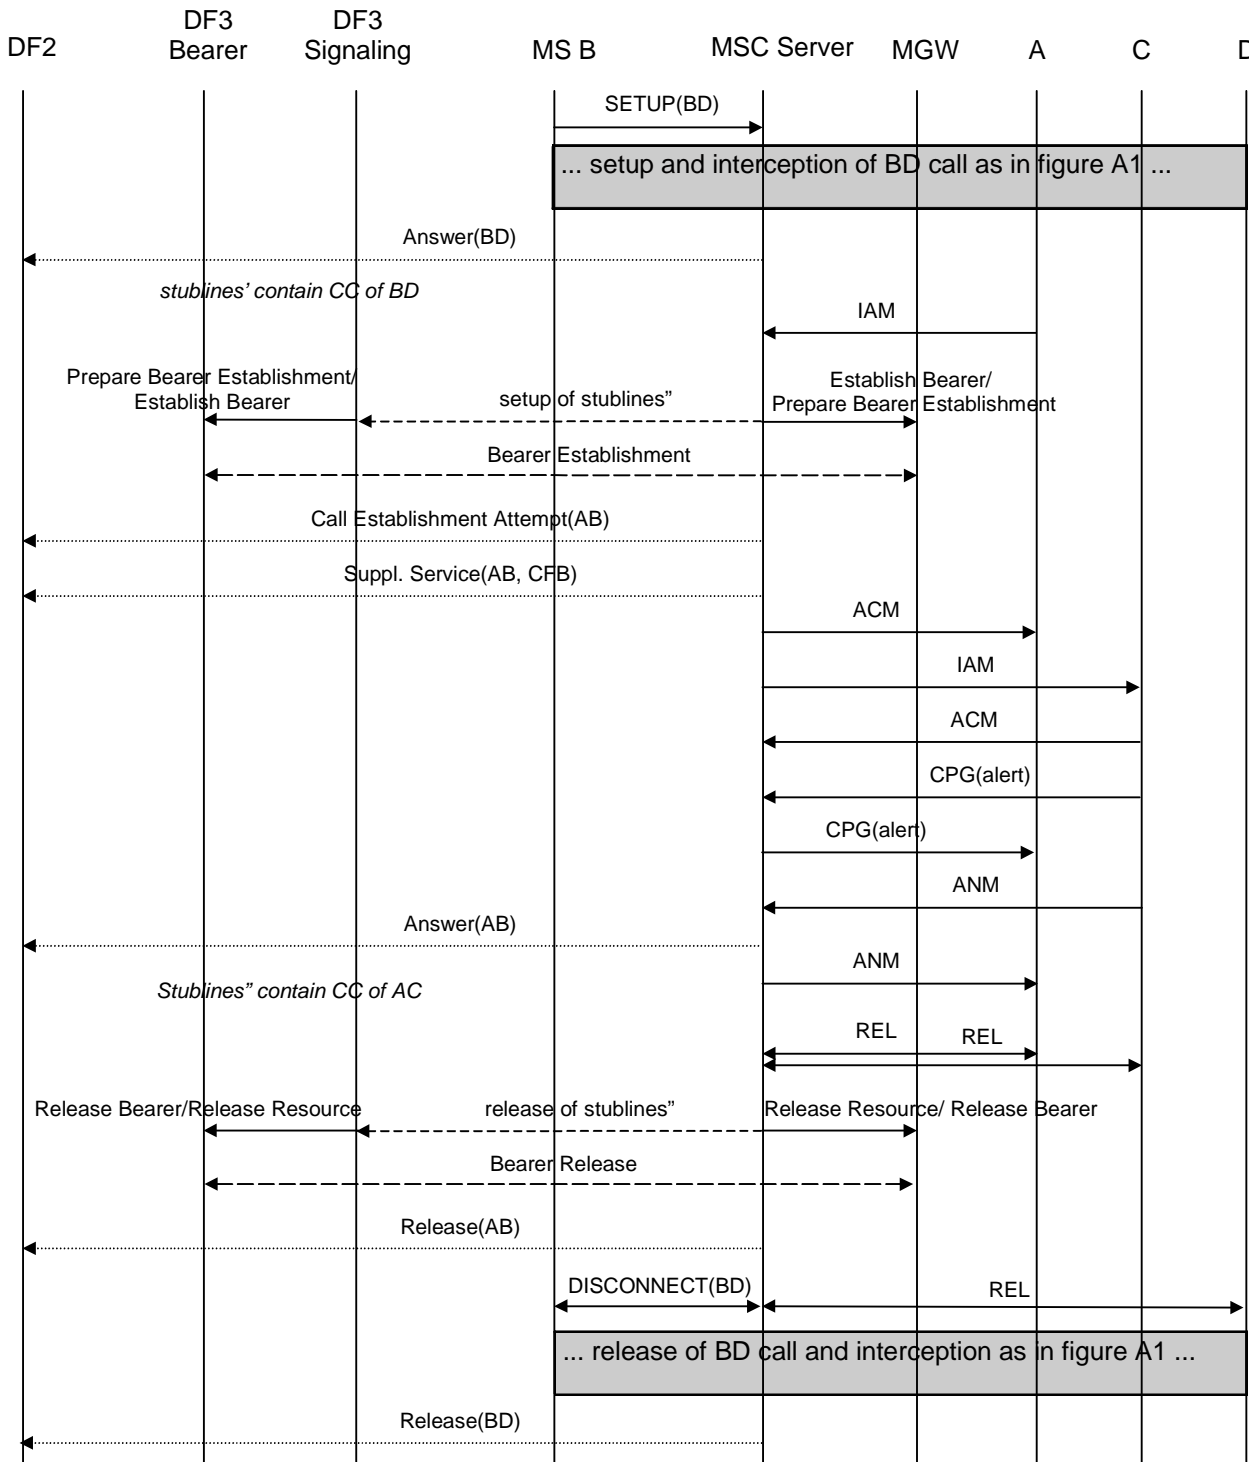 DF2
DF3
Bearer
DF3
Signaling
MS B
MSC Server
MGW
A
C
D
SETUP(BD)
... setup and interception of BD call as in figure A1 ...
Answer(BD)
stublines’ contain CC of BD
IAM
Prepare Bearer Establishment/
Establish Bearer
setup of stublines”
Establish Bearer/
Prepare Bearer Establishment
Bearer Establishment
Call Establishment Attempt(AB)
Suppl. Service(AB, CFB)
ACM
IAM
ACM
CPG(alert)
CPG(alert)
ANM
Answer(AB)
ANM
Stublines” contain CC of AC
REL
REL
Release Bearer/Release Resource
release of stublines”
Release Resource/ Release Bearer
Bearer Release
Release(AB)
DISCONNECT(BD)
REL
... release of BD call and interception as in figure A1 ...
Release(BD)